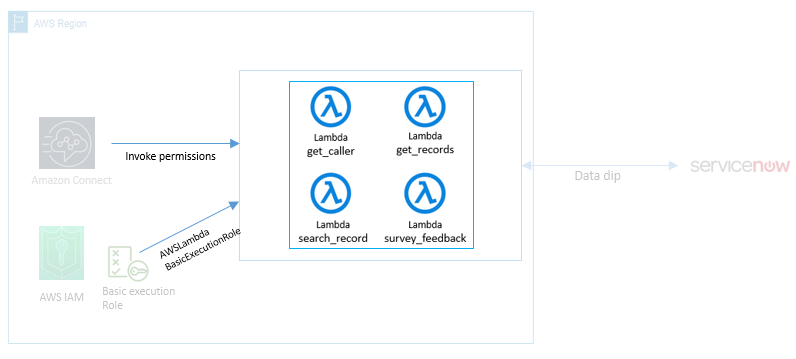 AWS Region
Amazon Connect
Invoke permissions
Lambda
get_caller
Lambda
get_records
Lambda
search_record
Lambda
survey_feedback
Data dip
servicenow
AWSLambda
BasicExecutionRole
AWS IAM
Basic execution
Role